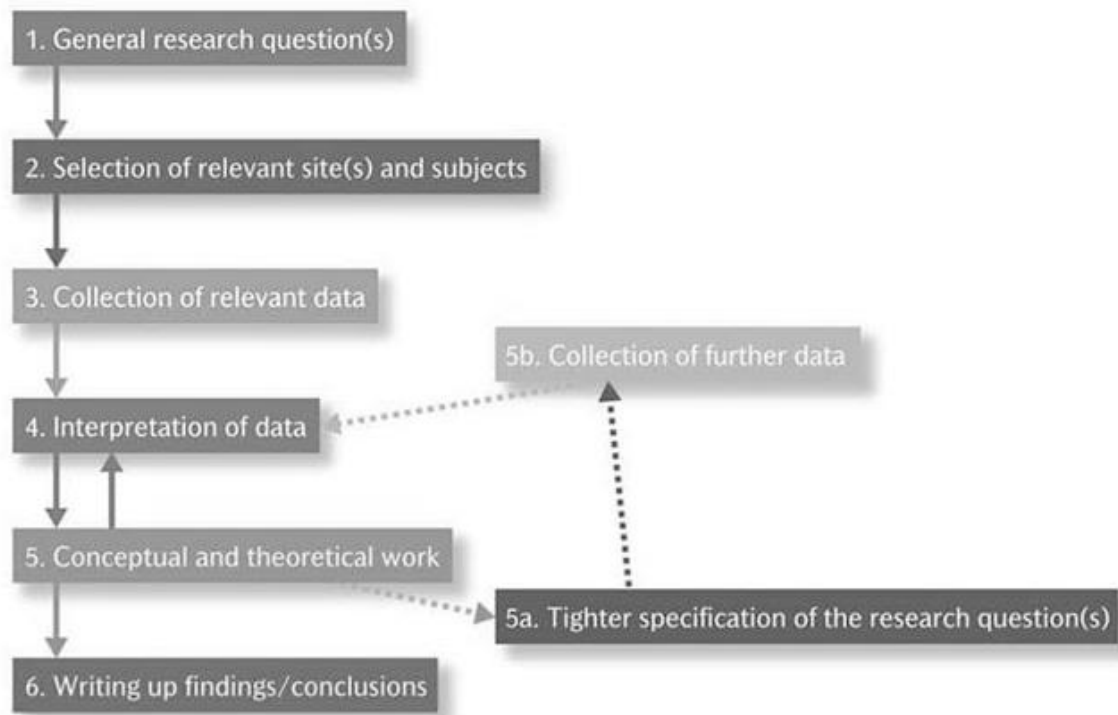 1. General research question(s)
2. Selection of relevant site(s) and subjects
3. Collection of relevant data
5b. Collection of further data
4. Interpretation of data
5. Conceptual and theoretical work
5a. Tighter specification of the research question(s)
6. Writing up findings/conclusions